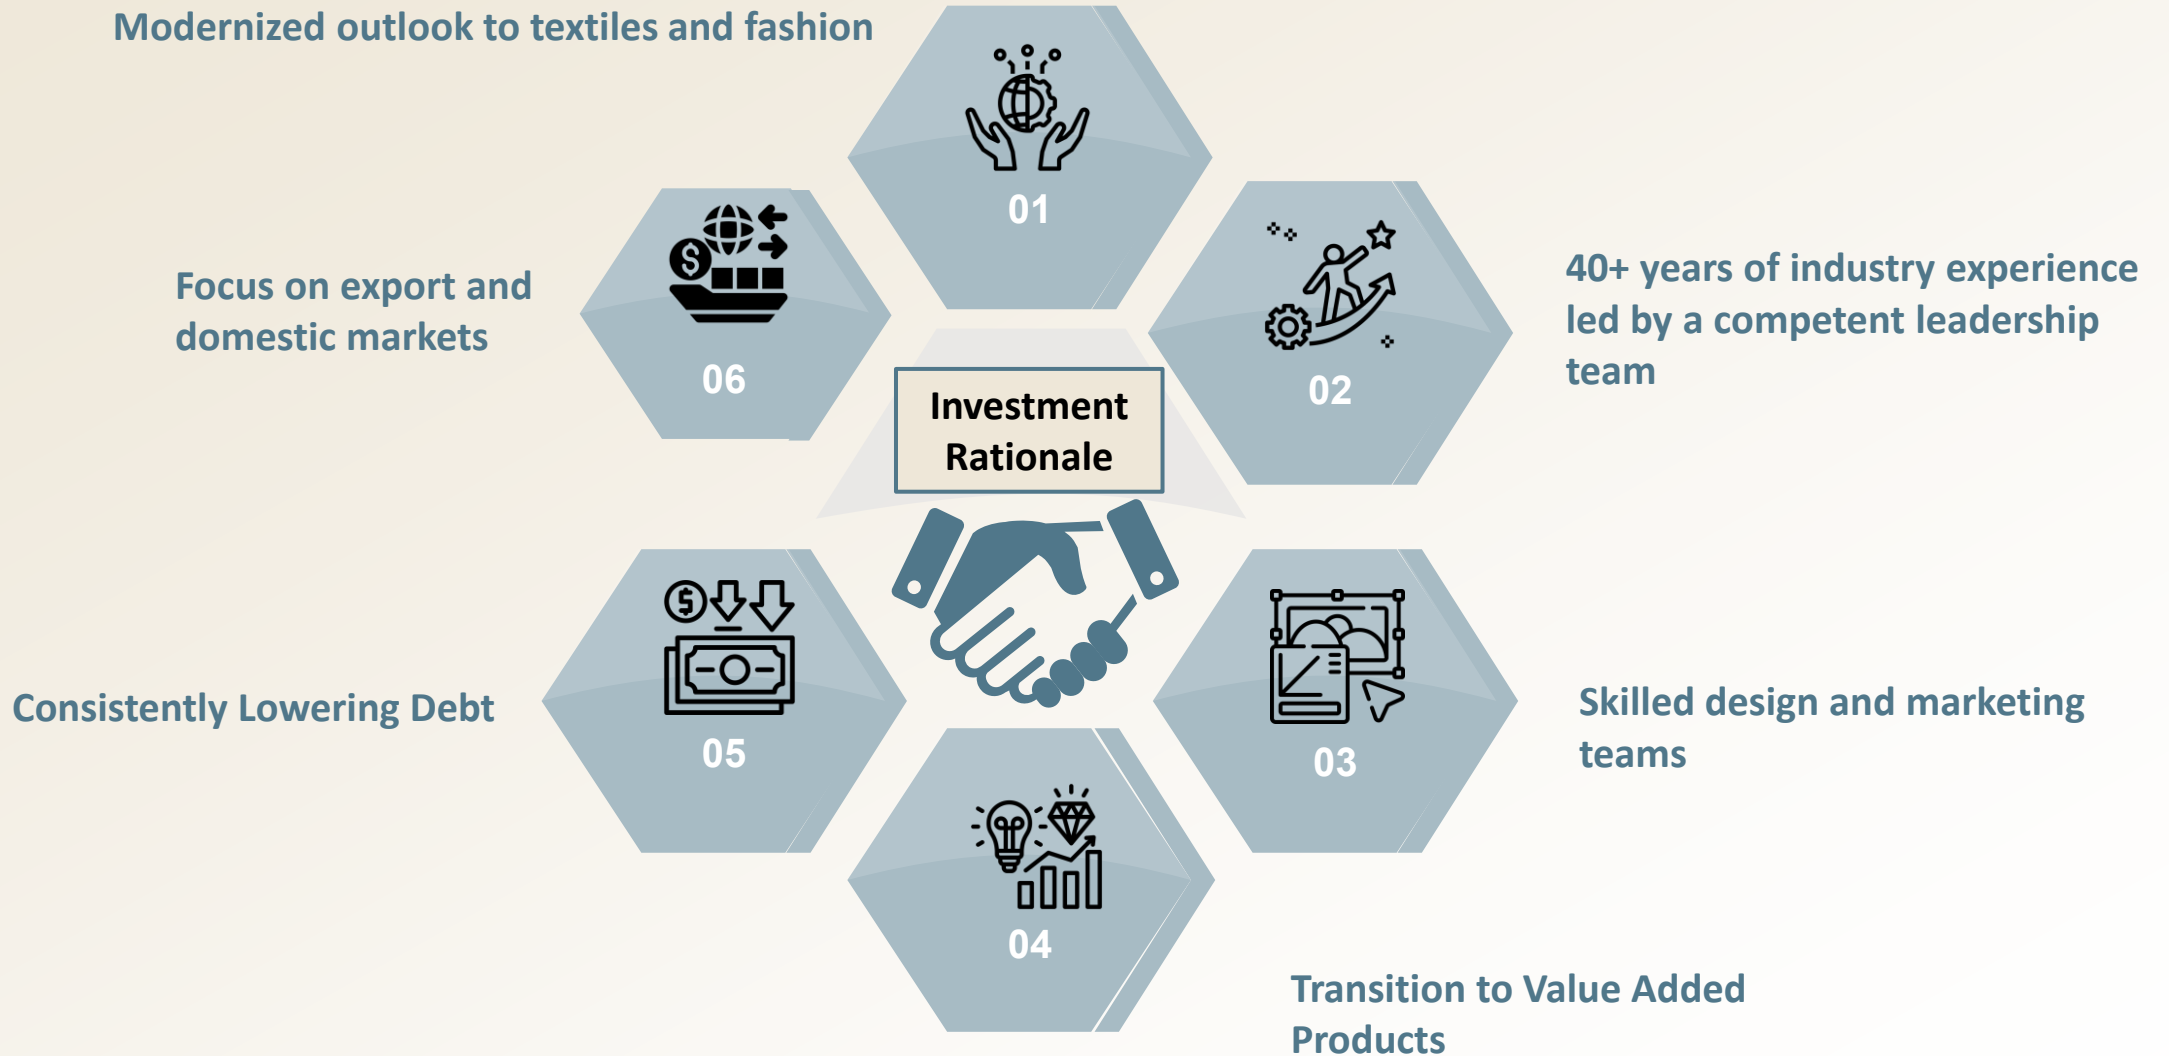 Modernized outlook to textiles and fashion
01
40+ years of industry experience
led by a competent leadership
team
02
Skilled design and marketing
teams
03
Transition to Value Added
Products
04
Consistently Lowering Debt
05
Focus on export and
domestic markets
06
Investment
Rationale